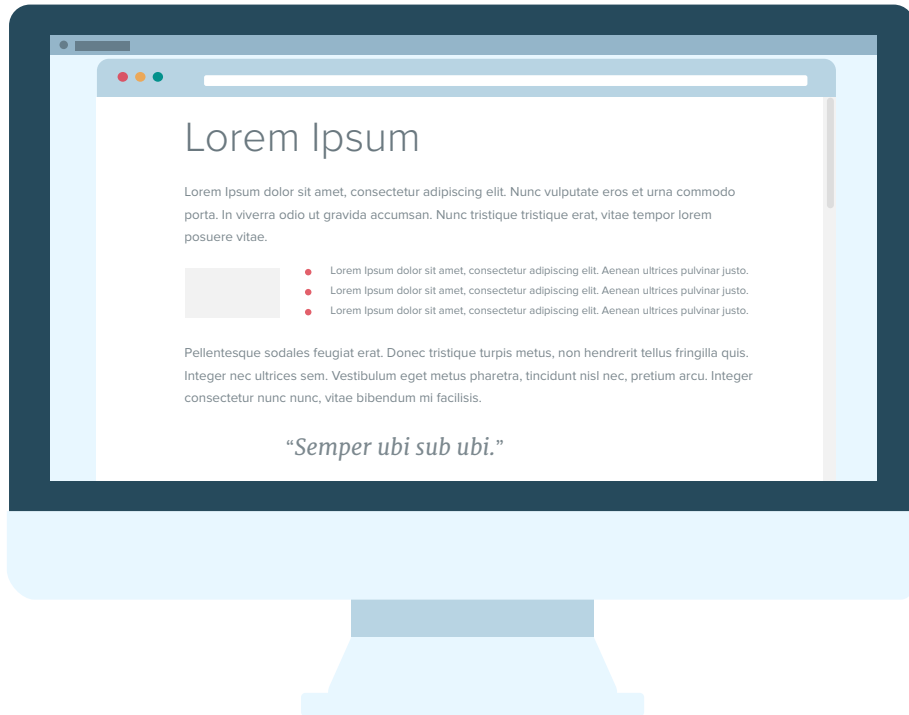 Lorem Ipsum
Lorem Ipsum dolor sit amet, consectetur adipiscing elit. Nunc vulputate eros et urna commodo
porta. In viverra odio ut gravida accumsan. Nunc tristique tristique erat, vitae tempor lorem
posuere vitae.
Lorem Ipsum dolor sit amet, consectetur adipiscing elit. Aenean ultrices pulvinar justo.
Lorem Ipsum dolor sit amet, consectetur adipiscing elit. Aenean ultrices pulvinar justo.
Lorem Ipsum dolor sit amet, consectetur adipiscing elit. Aenean ultrices pulvinar justo.
Pellentesque sodales feugiat erat. Donec tristique turpis metus, non hendrerit tellus fringilla quis.
Integer nec ultrices sem. Vestibulum eget metus pharetra, tincidunt nisl nec, pretium arcu. Integer
consectetur nunc nunc, vitae bibendum mi facilisis.
“Semper ubi sub ubi.”